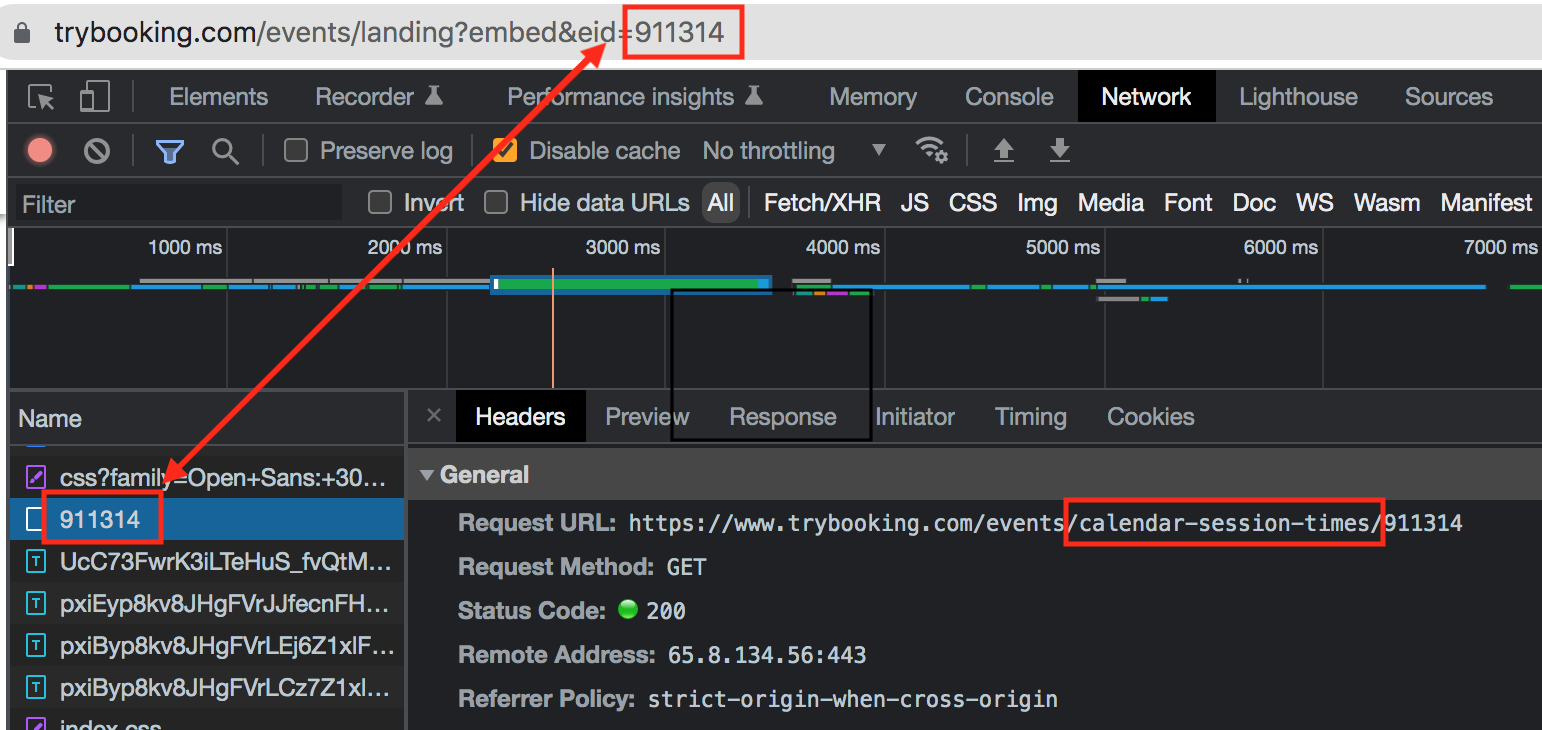 trybooking.com/events/landing?embed&eid=911314
Elements Recorder Performance insights Memory Console Network Lighthouse Sources
Preserve log Disable cache No throttling
Filter Invert Hide data URLs All Fetch/XHR JS CSS Img Media Font Doc WS Wasm Manifest
1000 ms 2000 ms 3000 ms 4000 ms 5000 ms 6000 ms 7000 ms
Name × Headers Preview Response Initiator Timing Cookies
css?family=Open+Sans:+30...
General
911314
Request URL: https://www.trybooking.com/events/calendar-session-times/911314
UcC73FwrK3iLTeHuS_fvQtM...
Request Method: GET
pxiEyp8kv8JHgFVrJJfecnFH...
Status Code: 200
pxiByp8kv8JHgFVrLEj6Z1xlF...
Remote Address: 65.8.134.56:443
pxiByp8kv8JHgFVrLCz7Z1xl...
Referrer Policy: strict-origin-when-cross-origin
index.css